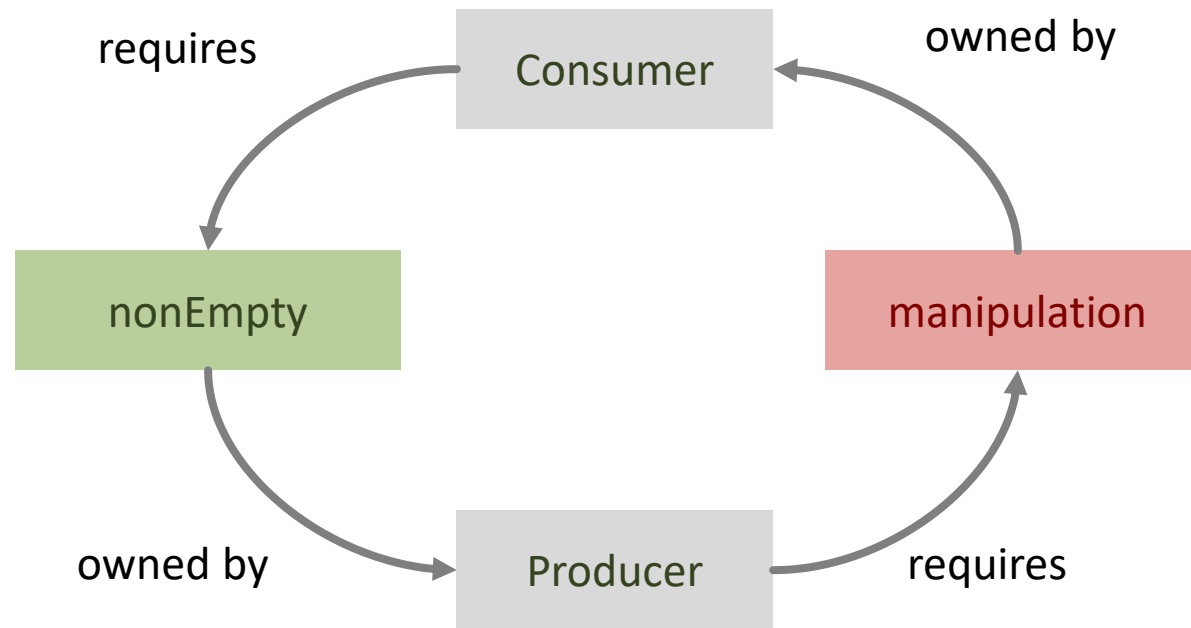 requires
Consumer
owned by
nonEmpty
manipulation
owned by
Producer
requires